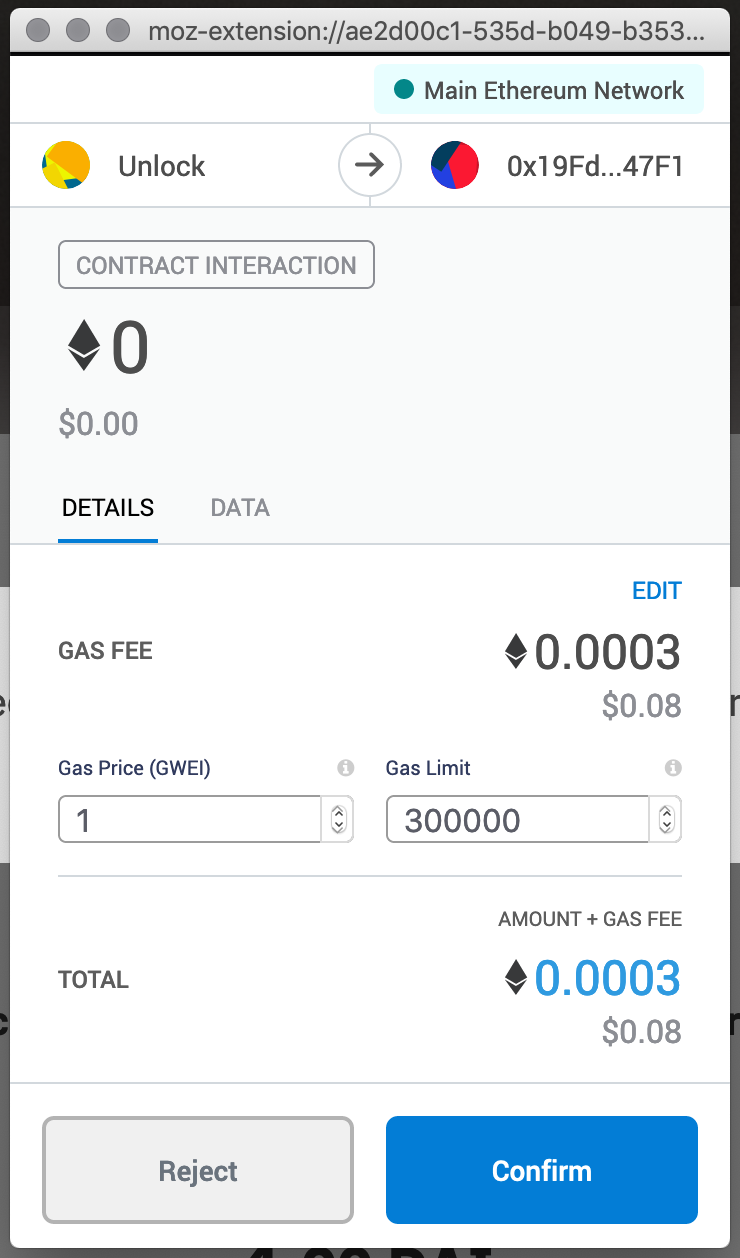 moz-extension://ae2d00c1-535d-b049-b353...
Main Ethereum Network
Unlock
0x19Fd...47F1
CONTRACT INTERACTION
0
$0.00
DETAILS DATA
EDIT
GAS FEE 0.0003
$0.08
Gas Price (GWEI) Gas Limit
1 300000
AMOUNT + GAS FEE
TOTAL 0.0003
$0.08
Reject Confirm